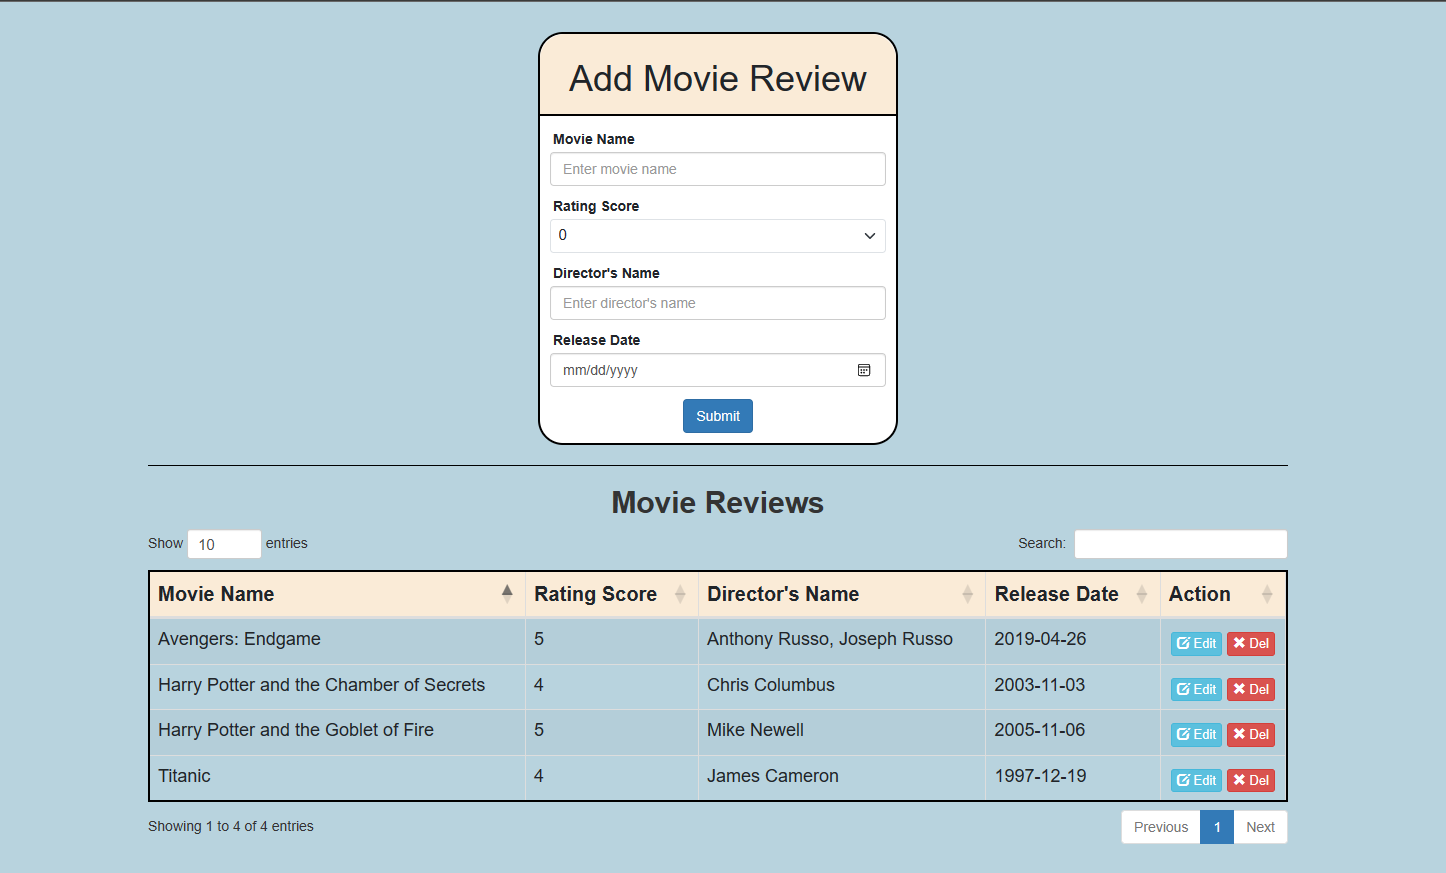 Add Movie Review
Movie Name
Enter movie name
Rating Score
0
Director's Name
Enter director's name
Release Date
mm/dd/yyyy
Submit
Movie Reviews
Show 10 entries Search:
Movie Name Rating Score Director's Name Release Date Action
Avengers: Endgame 5 Anthony Russo, Joseph Russo 2019-04-26 Edit Del
Harry Potter and the Chamber of Secrets 4 Chris Columbus 2003-11-03 Edit Del
Harry Potter and the Goblet of Fire 5 Mike Newell 2005-11-06 Edit Del
Titanic 4 James Cameron 1997-12-19 Edit Del
Showing 1 to 4 of 4 entries Previous 1 Next